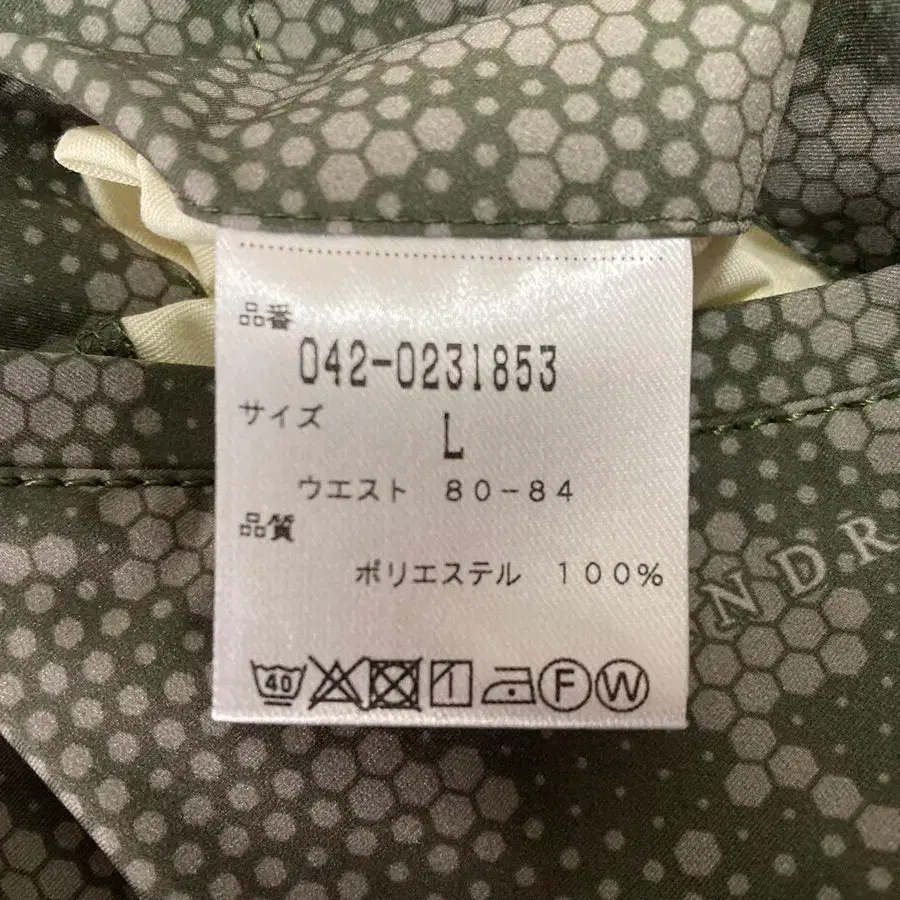 品番
042-0231853
サイズ
L
ウエスト 80-84
品質
ポリエステル 100%
40
F W
NDR